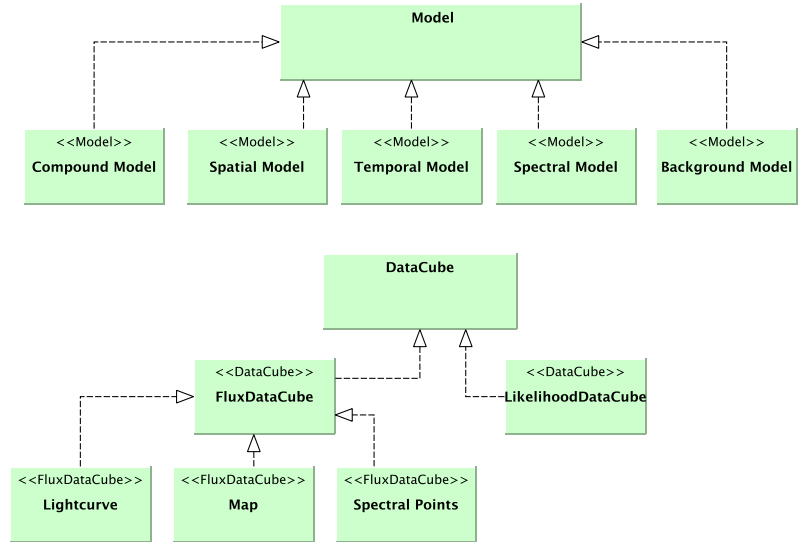 Model
<<Model>>
Compound Model
<<Model>>
Spatial Model
<<Model>>
Temporal Model
<<Model>>
Spectral Model
<<Model>>
Background Model
DataCube
<<DataCube>>
FluxDataCube
<<DataCube>>
LikelihoodDataCube
<<FluxDataCube>>
Lightcurve
<<FluxDataCube>>
Map
<<FluxDataCube>>
Spectral Points